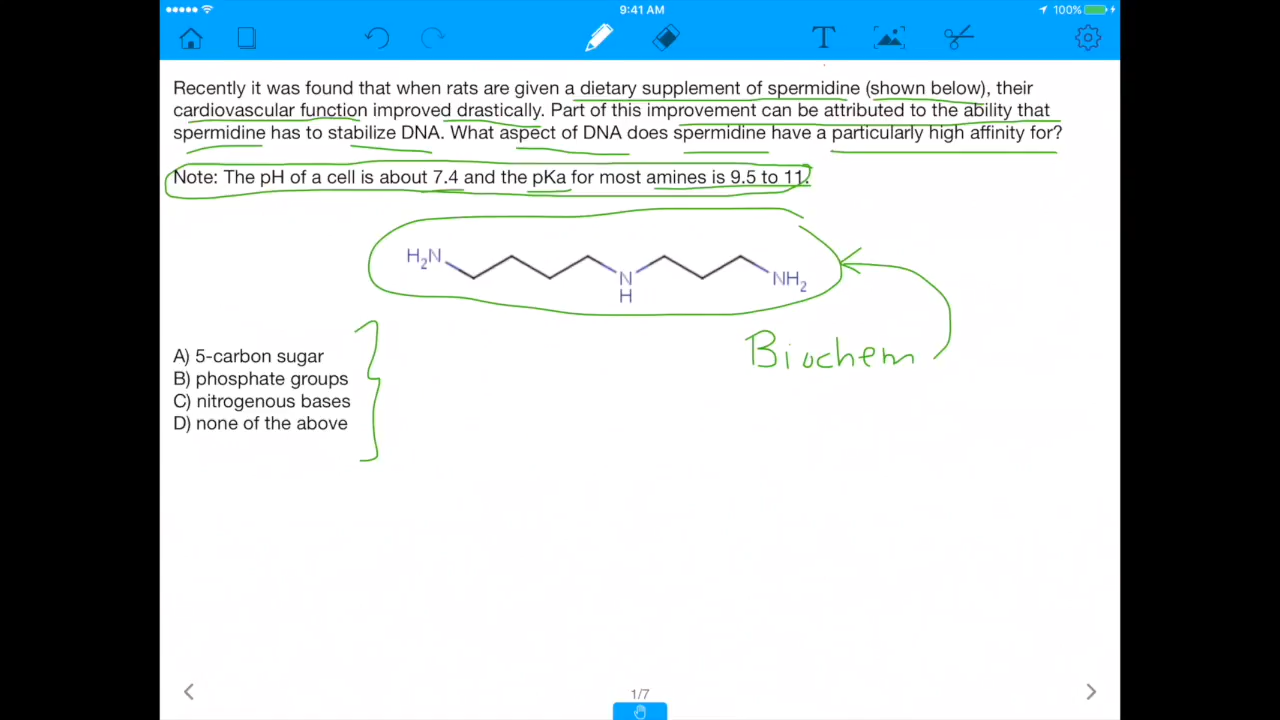 9:41 AM
100%
T
Recently it was found that when rats are given a dietary supplement of spermidine (shown below), their
cardiovascular function improved drastically. Part of this improvement can be attributed to the ability that
spermidine has to stabilize DNA. What aspect of DNA does spermidine have a particularly high affinity for?
Note: The pH of a cell is about 7.4 and the pKa for most amines is 9.5 to 11.
H₂N
N
H
NH₂
Biochem
A) 5-carbon sugar
B) phosphate groups
C) nitrogenous bases
D) none of the above
1/7